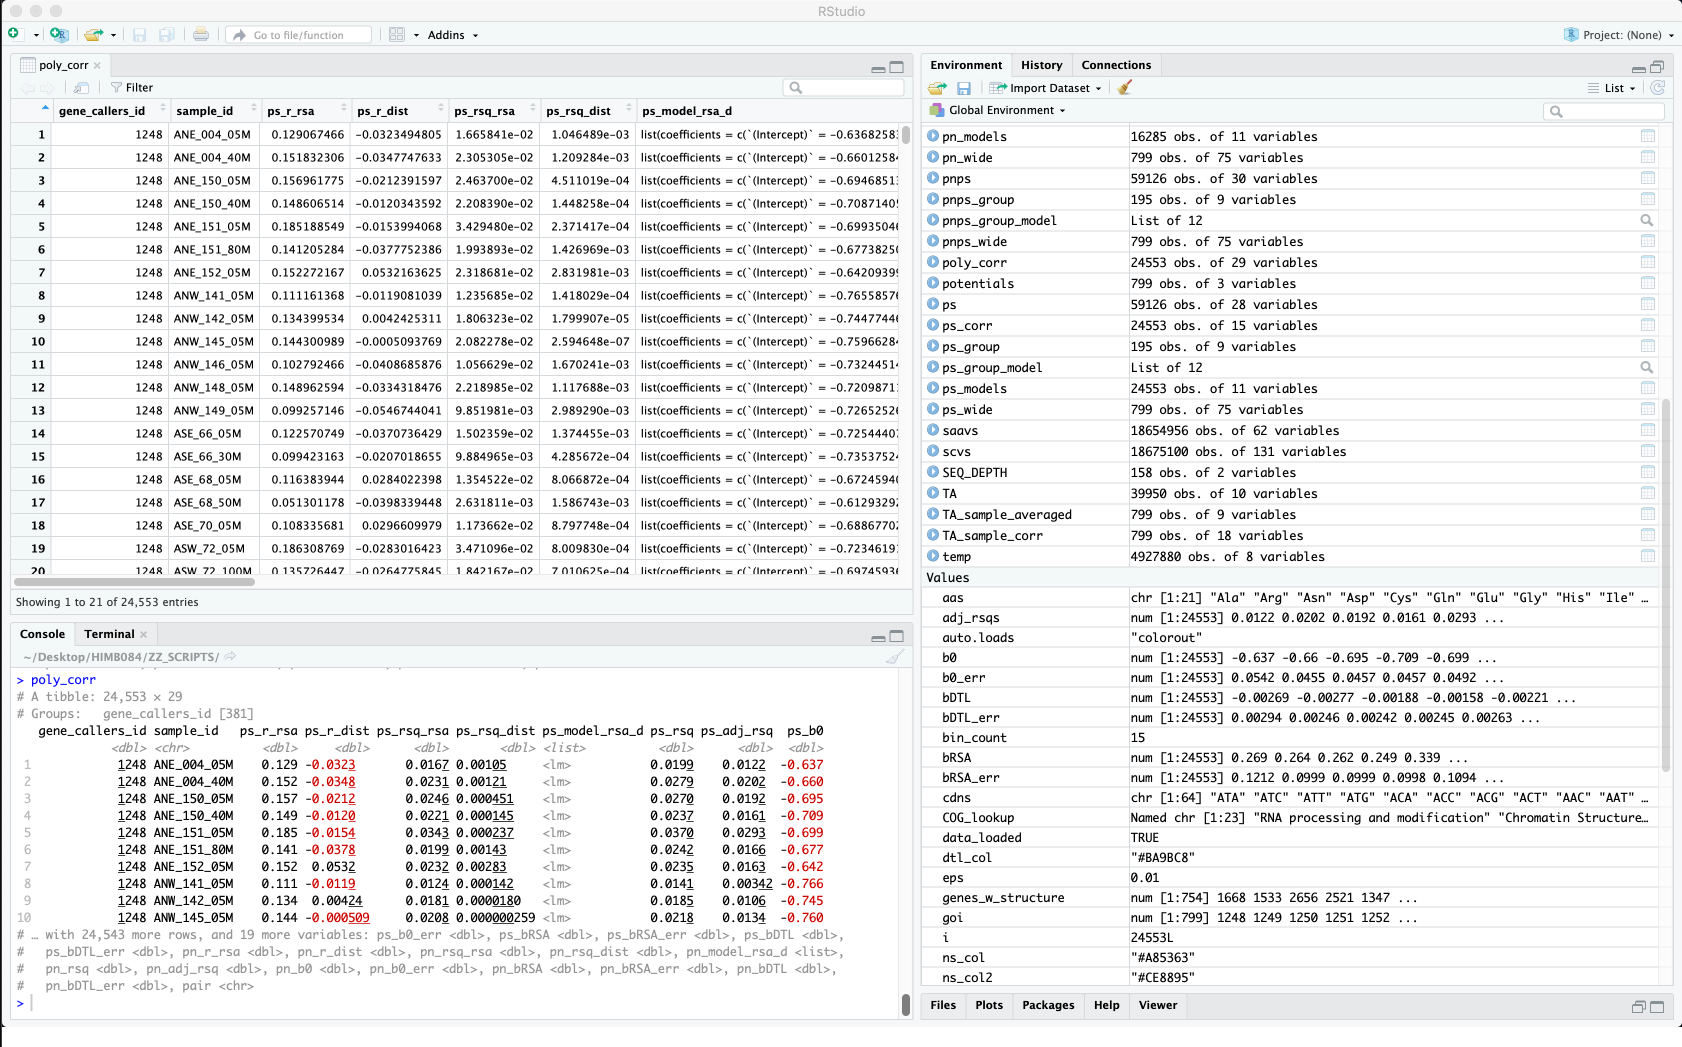 RStudio
Go to file/function
Addins
Project: (None)
poly_corr
Filter
gene_callers_id sample_id ps_r_rsa ps_r_dist ps_rsq_rsa ps_rsq_dist ps_model_rsa_d
1 1248 ANE_004_05M 0.129067466 -0.0323494805 1.665841e-02 1.046489e-03 list(coefficients = c(`(Intercept)` = -0.6368258
2 1248 ANE_004_40M 0.151832306 -0.0347747633 2.305305e-02 1.209284e-03 list(coefficients = c(`(Intercept)` = -0.6601258
3 1248 ANE_150_05M 0.156961775 -0.0212391597 2.463700e-02 4.511019e-04 list(coefficients = c(`(Intercept)` = -0.6946851
4 1248 ANE_150_40M 0.148606514 -0.0120343592 2.208390e-02 1.448258e-04 list(coefficients = c(`(Intercept)` = -0.7087140
5 1248 ANE_151_05M 0.185188549 -0.0153994068 3.429480e-02 2.371417e-04 list(coefficients = c(`(Intercept)` = -0.6993504
6 1248 ANE_151_80M 0.141205284 -0.0377752386 1.993893e-02 1.426969e-03 list(coefficients = c(`(Intercept)` = -0.6773825
7 1248 ANE_152_05M 0.152272167 0.0532163625 2.318681e-02 2.831981e-03 list(coefficients = c(`(Intercept)` = -0.6420939
8 1248 ANW_141_05M 0.111161368 -0.0119081039 1.235685e-02 1.418029e-04 list(coefficients = c(`(Intercept)` = -0.7655857
9 1248 ANW_142_05M 0.134399534 0.0042425311 1.806323e-02 1.799907e-05 list(coefficients = c(`(Intercept)` = -0.7447744
10 1248 ANW_145_05M 0.144300989 -0.0005093769 2.082278e-02 2.594648e-07 list(coefficients = c(`(Intercept)` = -0.7596628
11 1248 ANW_146_05M 0.102792466 -0.0408685876 1.056629e-02 1.670241e-03 list(coefficients = c(`(Intercept)` = -0.7324451
12 1248 ANW_148_05M 0.148962594 -0.0334318476 2.218985e-02 1.117688e-03 list(coefficients = c(`(Intercept)` = -0.7209871
13 1248 ANW_149_05M 0.099257146 -0.0546744041 9.851981e-03 2.989290e-03 list(coefficients = c(`(Intercept)` = -0.7265252
14 1248 ASE_66_05M 0.122570749 -0.0370736429 1.502359e-02 1.374455e-03 list(coefficients = c(`(Intercept)` = -0.7254440
15 1248 ASE_66_30M 0.099423163 -0.0207018655 9.884965e-03 4.285672e-04 list(coefficients = c(`(Intercept)` = -0.7353752
16 1248 ASE_68_05M 0.116383944 0.0284022398 1.354522e-02 8.066872e-04 list(coefficients = c(`(Intercept)` = -0.6724594
17 1248 ASE_68_50M 0.051301178 -0.0398339448 2.631811e-03 1.586743e-03 list(coefficients = c(`(Intercept)` = -0.6129329
18 1248 ASE_70_05M 0.108335681 0.0296609979 1.173662e-02 8.797748e-04 list(coefficients = c(`(Intercept)` = -0.6886770
19 1248 ASW_72_05M 0.186308769 -0.0283016423 3.471096e-02 8.009830e-04 list(coefficients = c(`(Intercept)` = -0.7234619
20 1248 ASW_72_100M 0.135726447 -0.0264775845 1.842167e-02 7.010625e-04 list(coefficients = c(`(Intercept)` = -0.6974593
Showing 1 to 21 of 24,553 entries
Console Terminal
~/Desktop/HIMB084/ZZ_SCRIPTS/
> poly_corr
# A tibble: 24,553 × 29
# Groups: gene_callers_id [381]
gene_callers_id sample_id ps_r_rsa ps_r_dist ps_rsq_rsa ps_rsq_dist ps_model_rsa_d ps_rsq ps_adj_rsq ps_b0
<dbl> <chr> <dbl> <dbl> <dbl> <dbl> <list> <dbl> <dbl> <dbl>
1 1248 ANE_004_05M 0.129 -0.0323 0.0167 0.00105 <lm> 0.0199 0.0122 -0.637
2 1248 ANE_004_40M 0.152 -0.0348 0.0231 0.00121 <lm> 0.0279 0.0202 -0.660
3 1248 ANE_150_05M 0.157 -0.0212 0.0246 0.000451 <lm> 0.0270 0.0192 -0.695
4 1248 ANE_150_40M 0.149 -0.0120 0.0221 0.000145 <lm> 0.0237 0.0161 -0.709
5 1248 ANE_151_05M 0.185 -0.0154 0.0343 0.000237 <lm> 0.0370 0.0293 -0.699
6 1248 ANE_151_80M 0.141 -0.0378 0.0199 0.00143 <lm> 0.0242 0.0166 -0.677
7 1248 ANE_152_05M 0.152 0.0532 0.0232 0.00283 <lm> 0.0235 0.0163 -0.642
8 1248 ANW_141_05M 0.111 -0.0119 0.0124 0.000142 <lm> 0.0141 0.00342 -0.766
9 1248 ANW_142_05M 0.134 0.00424 0.0181 0.0000180 <lm> 0.0185 0.0106 -0.745
10 1248 ANW_145_05M 0.144 -0.000509 0.0208 0.000000259 <lm> 0.0218 0.0134 -0.760
# … with 24,543 more rows, and 19 more variables: ps_b0_err <dbl>, ps_bRSA <dbl>, ps_bRSA_err <dbl>, ps_bDTL <dbl>,
# ps_bDTL_err <dbl>, pn_r_rsa <dbl>, pn_r_dist <dbl>, pn_rsq_rsa <dbl>, pn_rsq_dist <dbl>, pn_model_rsa_d <list>,
# pn_rsq <dbl>, pn_adj_rsq <dbl>, pn_b0 <dbl>, pn_b0_err <dbl>, pn_bRSA <dbl>, pn_bRSA_err <dbl>, pn_bDTL <dbl>,
# pn_bDTL_err <dbl>, pair <chr>
>
Environment History Connections
Import Dataset List
Global Environment
pn_models 16285 obs. of 11 variables
pn_wide 799 obs. of 75 variables
pnps 59126 obs. of 30 variables
pnps_group 195 obs. of 9 variables
pnps_group_model List of 12
pnps_wide 799 obs. of 75 variables
poly_corr 24553 obs. of 29 variables
potentials 799 obs. of 3 variables
ps 59126 obs. of 28 variables
ps_corr 24553 obs. of 15 variables
ps_group 195 obs. of 9 variables
ps_group_model List of 12
ps_models 24553 obs. of 11 variables
ps_wide 799 obs. of 75 variables
saavs 18654956 obs. of 62 variables
scvs 18675100 obs. of 131 variables
SEQ_DEPTH 158 obs. of 2 variables
TA 39950 obs. of 10 variables
TA_sample_averaged 799 obs. of 9 variables
TA_sample_corr 799 obs. of 18 variables
temp 4927880 obs. of 8 variables
Values
aas chr [1:21] "Ala" "Arg" "Asn" "Asp" "Cys" "Gln" "Glu" "Gly" "His" "Ile" …
adj_rsqs num [1:24553] 0.0122 0.0202 0.0192 0.0161 0.0293 ...
auto.loads "colorout"
b0 num [1:24553] -0.637 -0.66 -0.695 -0.709 -0.699 ...
b0_err num [1:24553] 0.0542 0.0455 0.0457 0.0457 0.0492 ...
bDTL num [1:24553] -0.00269 -0.00277 -0.00188 -0.00158 -0.00221 ...
bDTL_err num [1:24553] 0.00294 0.00246 0.00242 0.00245 0.00263 ...
bin_count 15
bRSA num [1:24553] 0.269 0.264 0.262 0.249 0.339 ...
bRSA_err num [1:24553] 0.1212 0.0999 0.0999 0.0998 0.1094 ...
cdns chr [1:64] "ATA" "ATC" "ATT" "ATG" "ACA" "ACC" "ACG" "ACT" "AAC" "AAT" …
COG_lookup Named chr [1:23] "RNA processing and modification" "Chromatin Structure…
data_loaded TRUE
dtl_col "#BA9BC8"
eps 0.01
genes_w_structure num [1:754] 1668 1533 2656 2521 1347 ...
goi num [1:799] 1248 1249 1250 1251 1252 ...
i 24553L
ns_col "#A85363"
ns_col2 "#CE8895"
Files Plots Packages Help Viewer